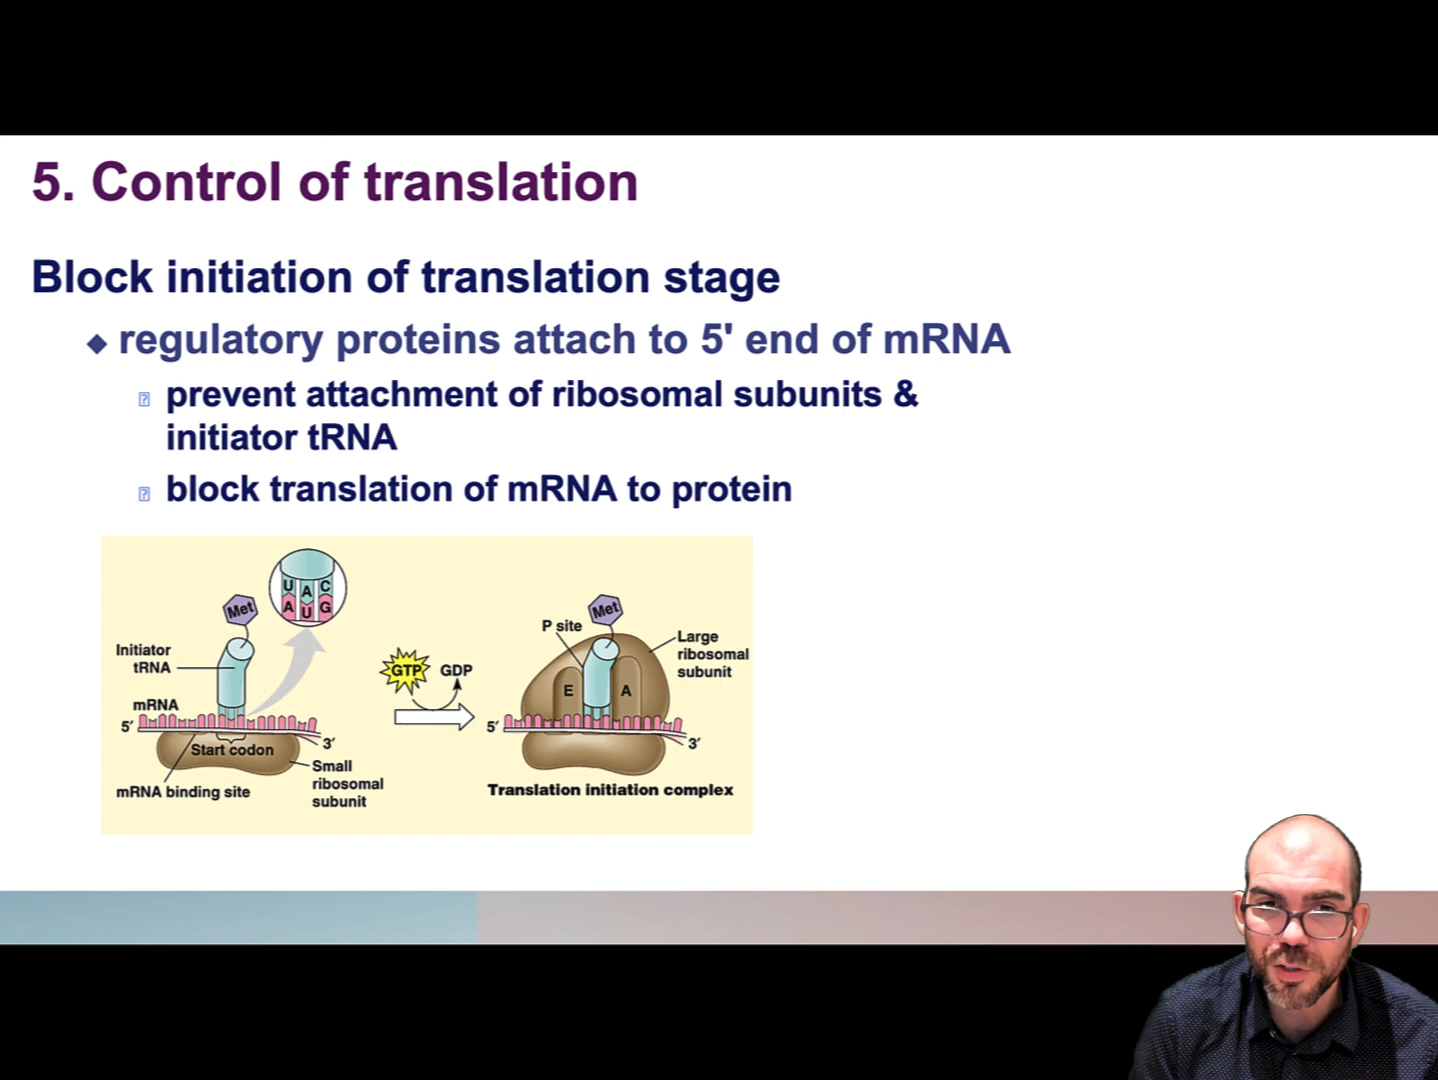 5. Control of translation
Block initiation of translation stage
◆ regulatory proteins attach to 5' end of mRNA
prevent attachment of ribosomal subunits &
initiator tRNA
block translation of mRNA to protein
U A C
A U G
Met
Initiator
tRNA
mRNA
5′
3′
Start codon
mRNA binding site
Small
ribosomal
subunit
GTP
GDP
P site
Met
Large
ribosomal
subunit
E
A
5′
3′
Translation initiation complex